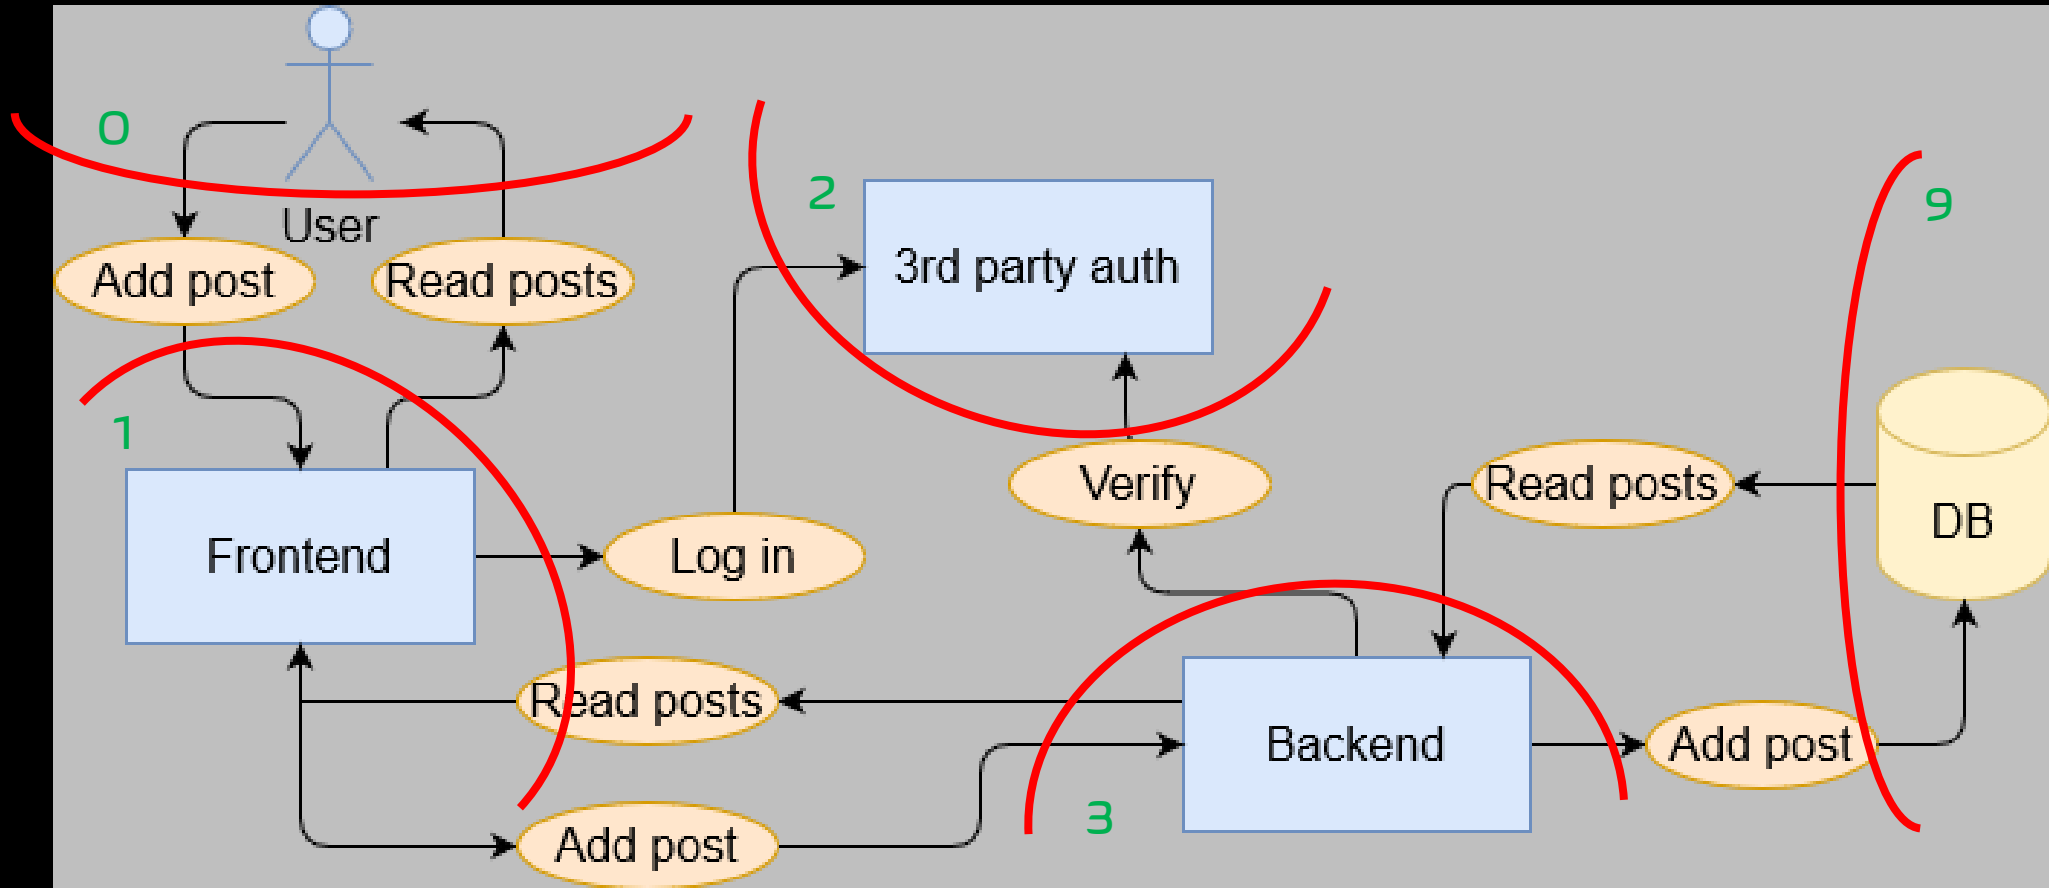 0
User
Add post
Read posts
2
3rd party auth
9
1
Frontend
Log in
Verify
Read posts
DB
Read posts
Backend
Add post
3
Add post